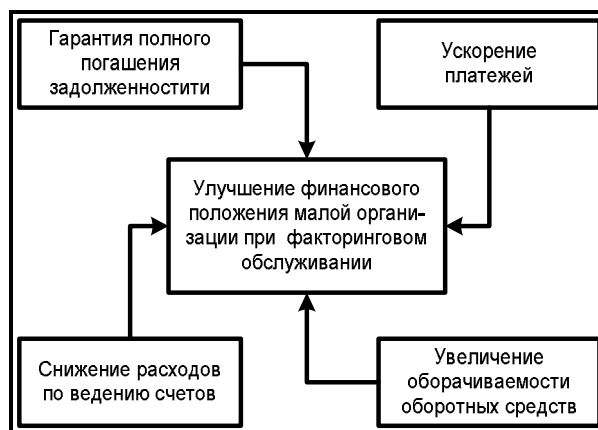 Гарантия полного
погашения
задолженностити
Ускорение
платежей
Улучшение финансового
положения малой органи-
зации при факторинговом
обслуживании
Снижение расходов
по ведению счетов
Увеличение
оборачиваемости
оборотных средств